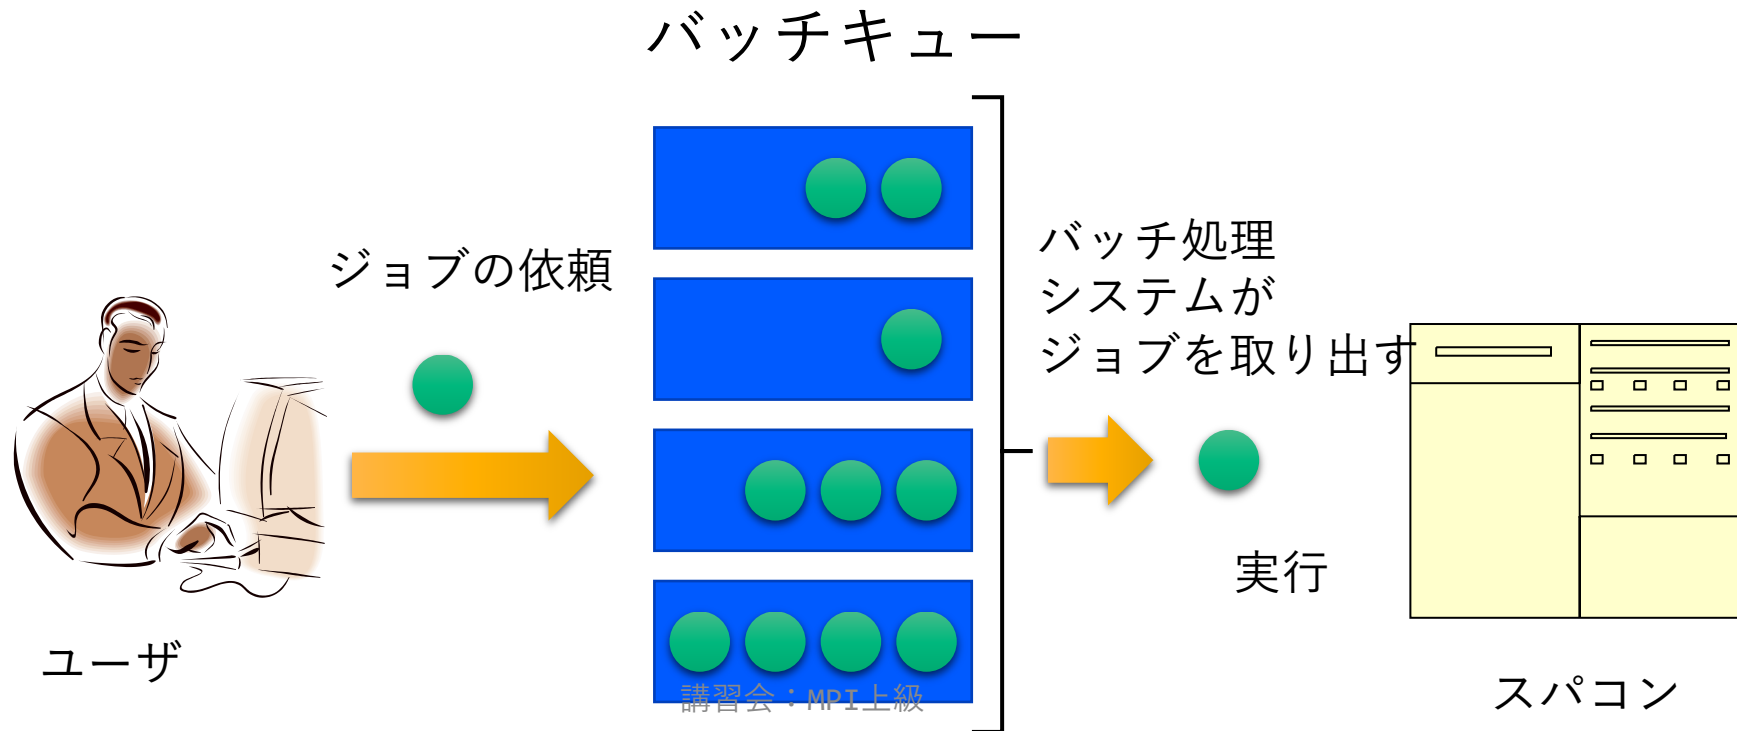 バッチキュー
ジョブの依頼
バッチ処理
システムが
ジョブを取り出す
実行
ユーザ
講習会：MPI上級
スパコン